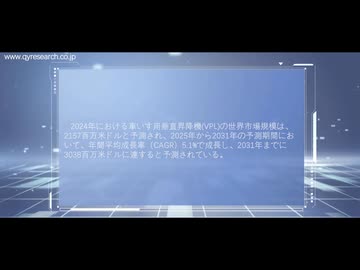 www.qyresearch.co.jp
2024年における車いす用垂直昇降機(VPL)の世界市場規模は、
2157百万米ドルと予測され、2025年から2031年の予測期間にお
いて、年間平均成長率（CAGR）5.1%で成長し、2031年までに
3038百万米ドルに達すると予測されている。